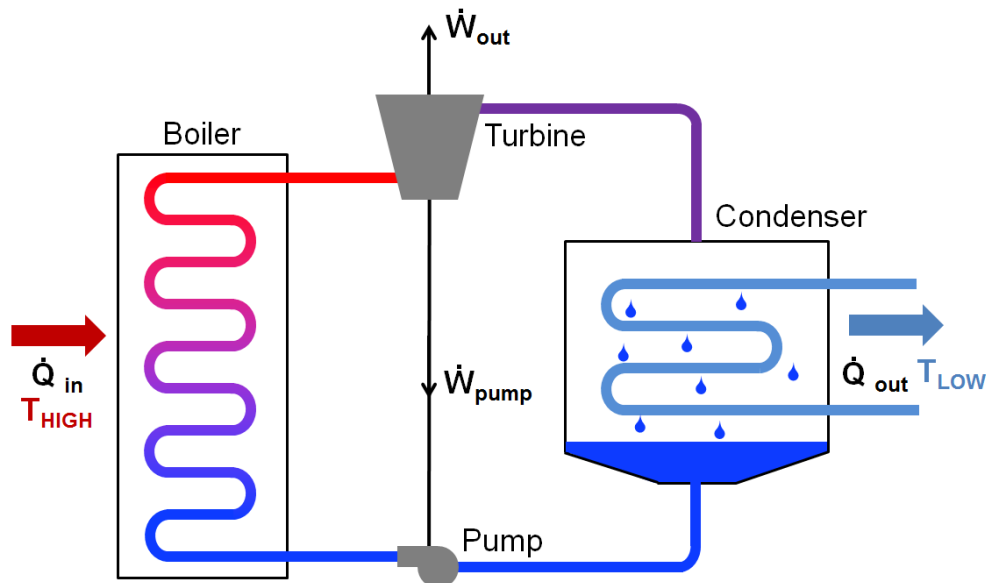 Ẇout
Boiler
Turbine
Condenser
Q̇ in
THIGH
Ẇpump
Q̇ out
TLOW
Pump